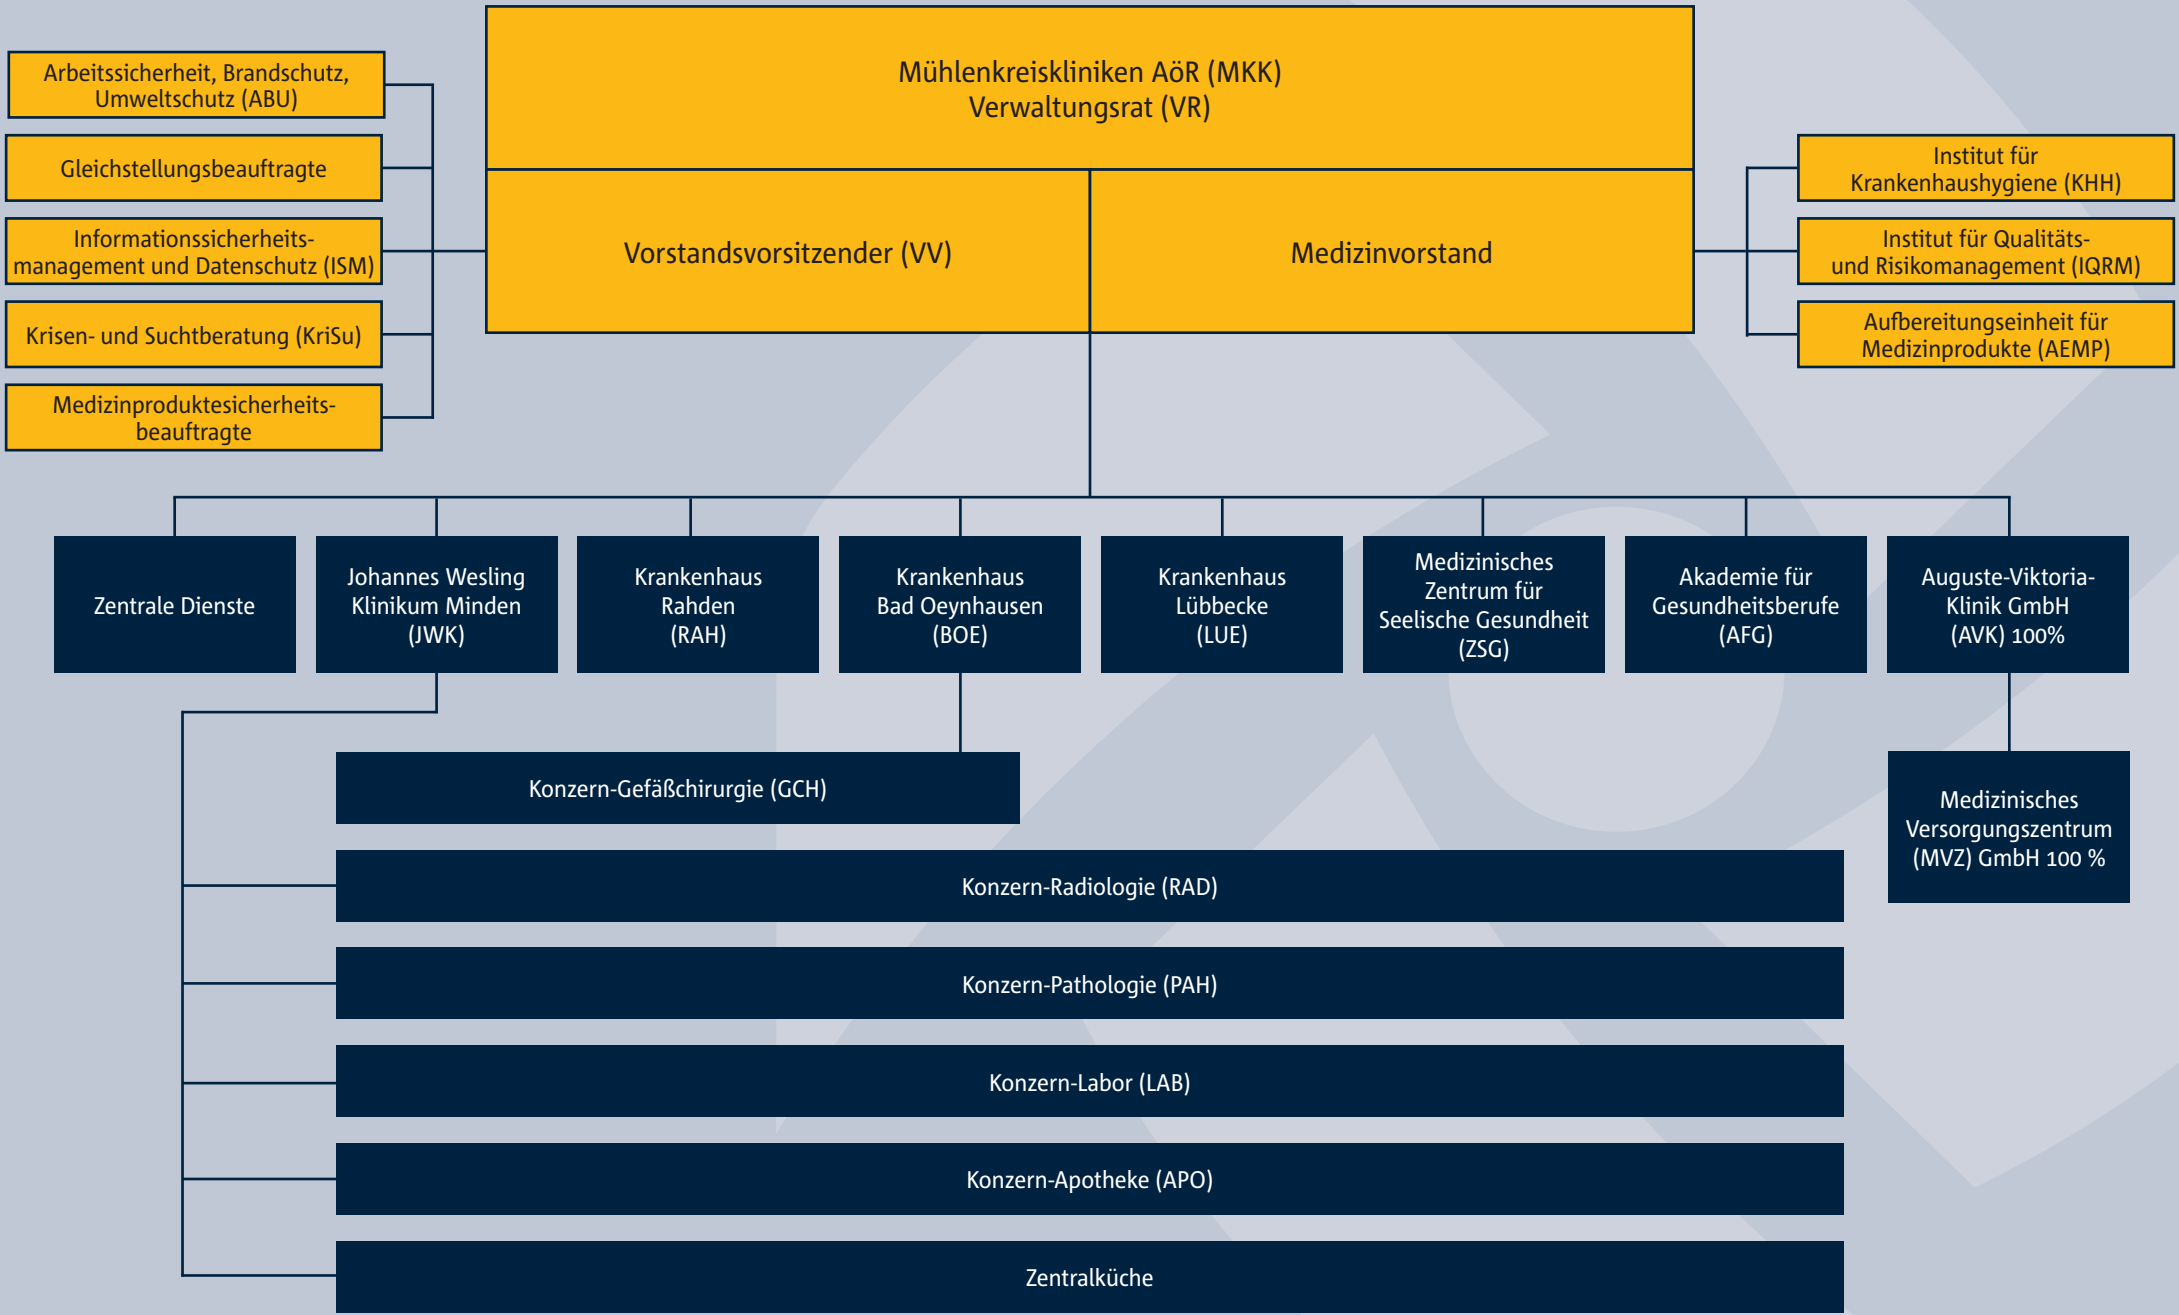 Mühlenkreiskliniken AöR (MKK)
Verwaltungsrat (VR)
Vorstandsvorsitzender (VV)
Medizinvorstand
Arbeitssicherheit, Brandschutz,
Umweltschutz (ABU)
Gleichstellungsbeauftragte
Informationssicherheits-
management und Datenschutz (ISM)
Krisen- und Suchtberatung (KriSu)
Medizinproduktesicherheits-
beauftragte
Institut für
Krankenhaushygiene (KHH)
Institut für Qualitäts-
und Risikomanagement (IQRM)
Aufbereitungseinheit für
Medizinprodukte (AEMP)
Zentrale Dienste
Johannes Wesling
Klinikum Minden
(JWK)
Krankenhaus
Rahden
(RAH)
Krankenhaus
Bad Oeynhausen
(BOE)
Krankenhaus
Lübbecke
(LUE)
Medizinisches
Zentrum für
Seelische Gesundheit
(ZSG)
Akademie für
Gesundheitsberufe
(AFG)
Auguste-Viktoria-
Klinik GmbH
(AVK) 100%
Konzern-Gefäßchirurgie (GCH)
Medizinisches
Versorgungszentrum
(MVZ) GmbH 100 %
Konzern-Radiologie (RAD)
Konzern-Pathologie (PAH)
Konzern-Labor (LAB)
Konzern-Apotheke (APO)
Zentralküche